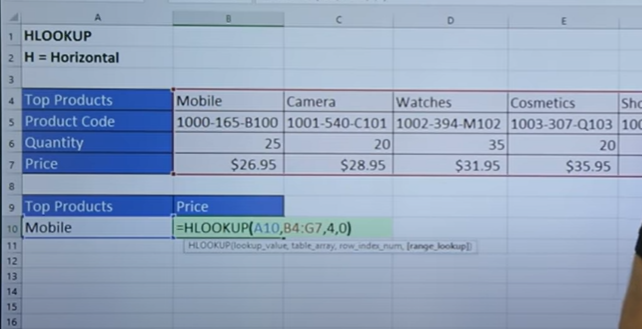 A B C D E
1 HLOOKUP
2 H = Horizontal
3
4 Top Products Mobile Camera Watches Cosmetics
5 Product Code 1000-165-B100 1001-540-C101 1002-394-M102 1003-307-Q103
6 Quantity 25 20 35 20
7 Price $26.95 $28.95 $31.95 $35.95
8
9 Top Products Price
10 Mobile =HLOOKUP(A10,B4:G7,4,0)
11 HLOOKUP(lookup_value, table_array, row_index_num, [range_lookup])
12
13
14
15
16